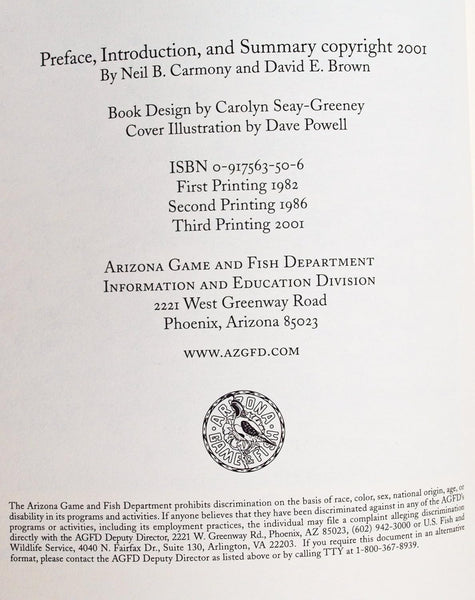 Preface, Introduction, and Summary copyright 2001
By Neil B. Carmony and David E. Brown
Book Design by Carolyn Seay-Greeney
Cover Illustration by Dave Powell
ISBN 0-917563-50-6
First Printing 1982
Second Printing 1986
Third Printing 2001
Arizona Game and Fish Department
Information and Education Division
2221 West Greenway Road
Phoenix, Arizona 85023
www.azgfd.com
ARIZONA
GAME & FISH
The Arizona Game and Fish Department prohibits discrimination on the basis of race, color, sex, national origin, age, or
disability in its programs and activities. If anyone believes that they have been discriminated against in any of the AGFD's
programs or activities, including its employment practices, the individual may file a complaint alleging discrimination
directly with the AGFD Deputy Director, 2221 W. Greenway Rd., Phoenix, AZ 85023, (602) 942-3000 or U.S. Fish and
Wildlife Service, 4040 N. Fairfax Dr., Suite 130, Arlington, VA 22203. If you require this document in an alternative
format, please contact the AGFD Deputy Director as listed above or by calling TTY at 1-800-367-8939.